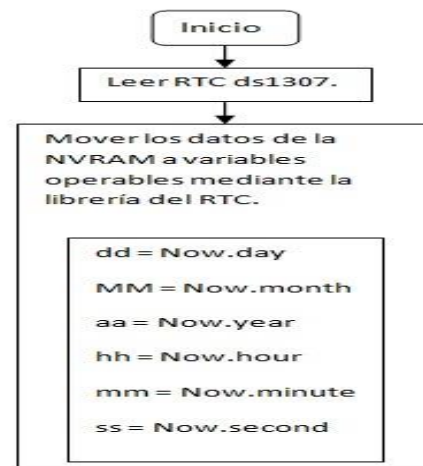 Inicio
Leer RTC ds1307.
Mover los datos de la
NVRAM a variables
operables mediante la
librería del RTC.
dd = Now.day
MM = Now.month
aa = Now.year
hh = Now.hour
mm = Now.minute
ss = Now.second